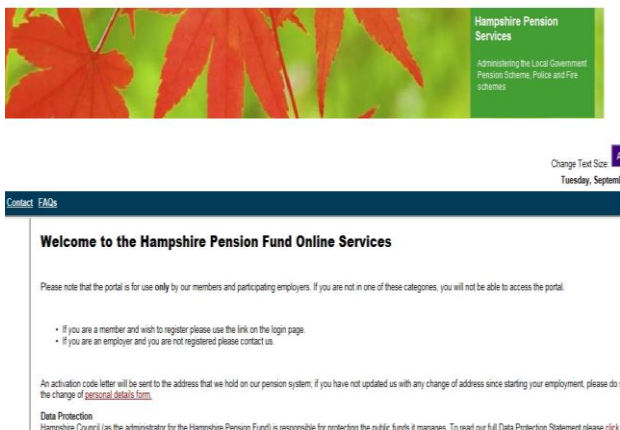 Hampshire Pension
Services
Administering the Local Government
Pension Scheme, Police and Fire
schemes
Change Text Size: A
Tuesday, Septemb
Contact FAQs
Welcome to the Hampshire Pension Fund Online Services
Please note that the portal is for use only by our members and participating employers. If you are not in one of these categories, you will not be able to access the portal.
• If you are a member and wish to register please use the link on the login page.
• If you are an employer and you are not registered please contact us.
An activation code letter will be sent to the address that we hold on our pension system; if you have not updated us with any change of address since starting your employment, please do s
the change of personal details form.
Data Protection
Hampshire Council (as the administrator for the Hampshire Pension Fund) is responsible for protecting the public funds it manages. To read our full Data Protection Statement please click